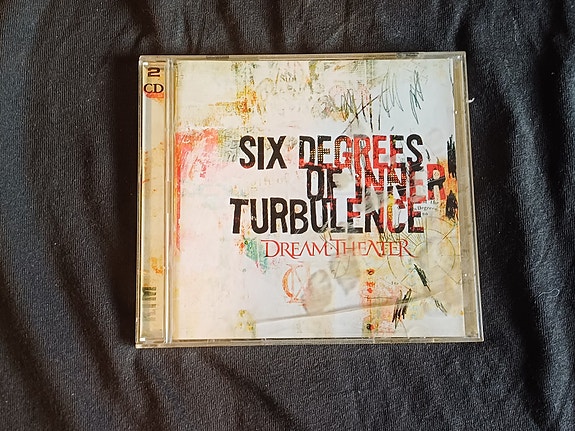 2
CD
SIX DEGREES
OF INNER
TURBULENCE
DREAM THEATER